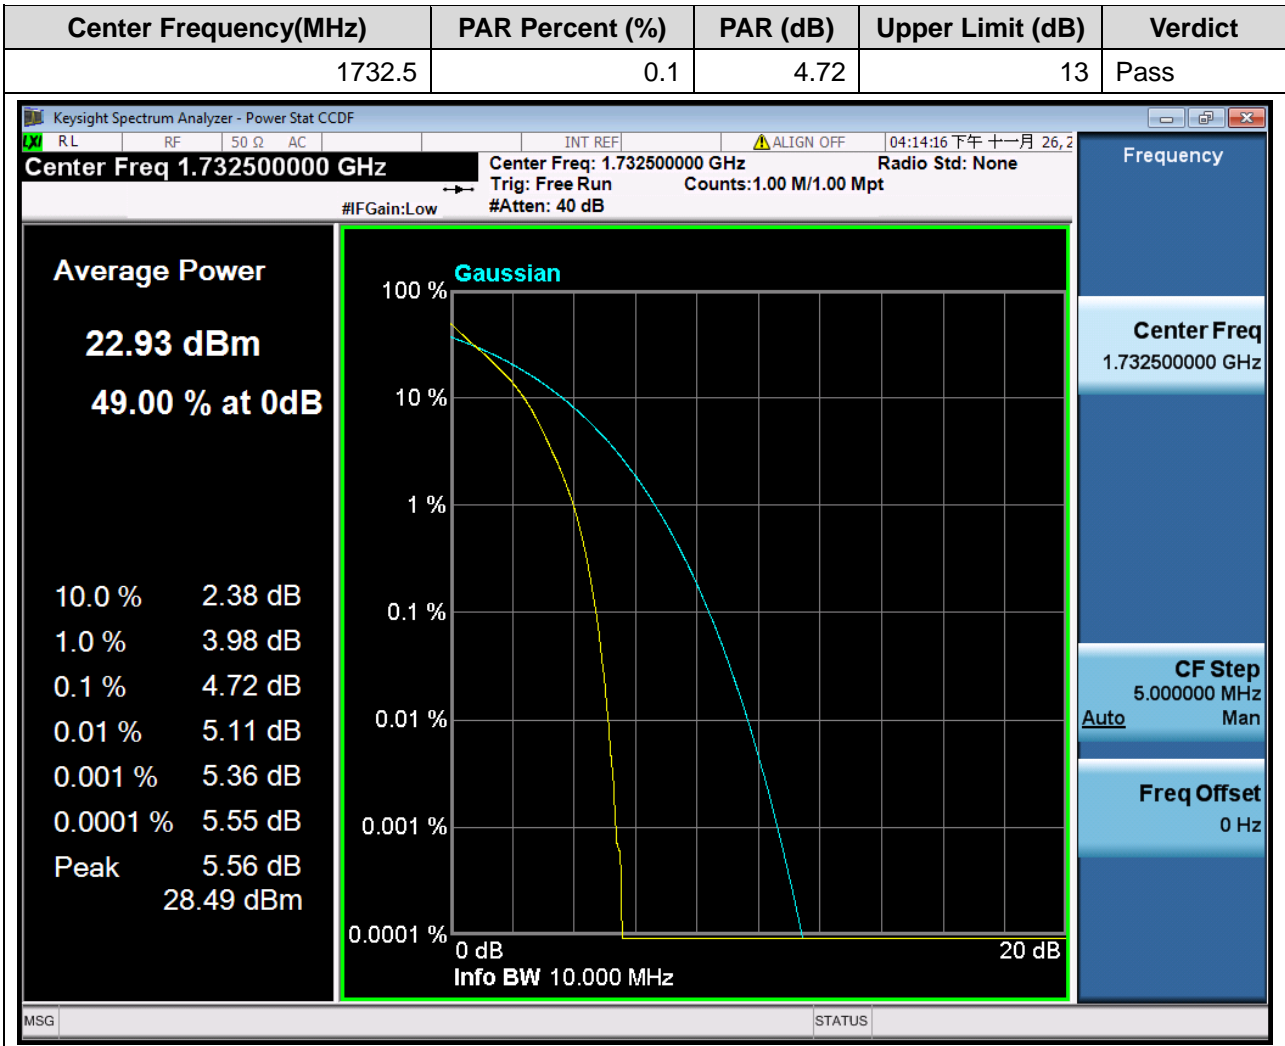 Center Frequency(MHz) PAR Percent (%) PAR (dB) Upper Limit (dB) Verdict
1732.5 0.1 4.72 13 Pass
Keysight Spectrum Analyzer - Power Stat CCDF
LXI RL RF 50 Ω AC INT REF ALIGN OFF 04:14:16 下午 十一月 26, 2
Center Freq 1.732500000 GHz
Center Freq: 1.732500000 GHz Radio Std: None
Trig: Free Run Counts:1.00 M/1.00 Mpt
#IFGain:Low #Atten: 40 dB
Average Power
22.93 dBm
49.00 % at 0dB
10.0 % 2.38 dB
1.0 % 3.98 dB
0.1 % 4.72 dB
0.01 % 5.11 dB
0.001 % 5.36 dB
0.0001 % 5.55 dB
Peak 5.56 dB
28.49 dBm
Gaussian
100 %
10 %
1 %
0.1 %
0.01 %
0.001 %
0.0001 %
0 dB 20 dB
Info BW 10.000 MHz
Frequency
Center Freq
1.732500000 GHz
CF Step
5.000000 MHz
Auto Man
Freq Offset
0 Hz
MSG STATUS